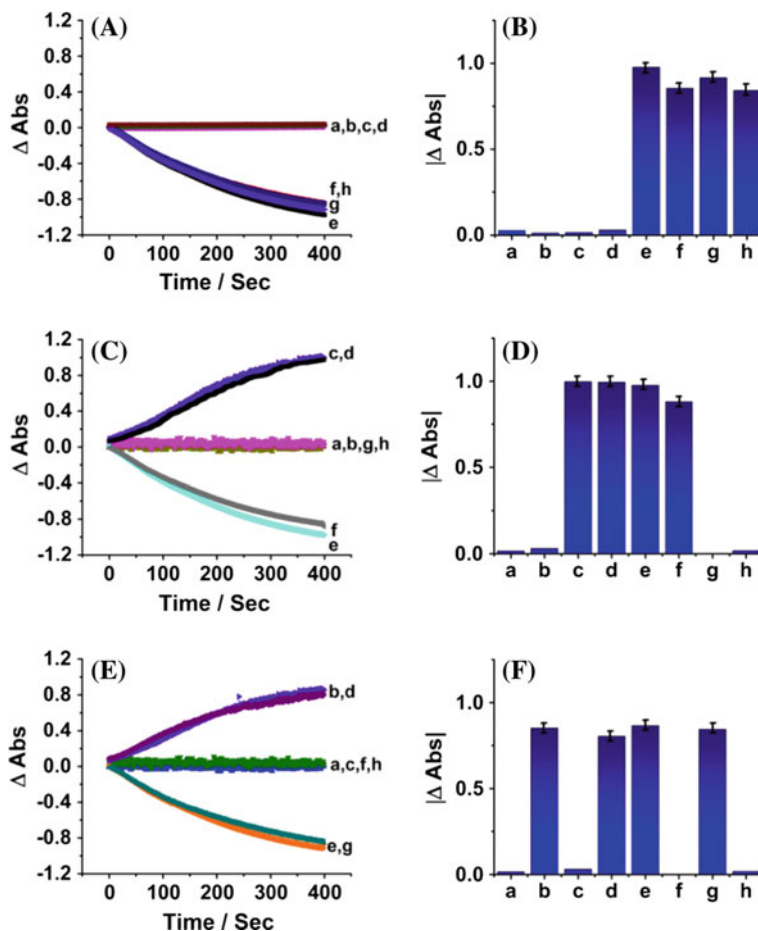 (A)
Δ Abs
1.2
0.8
0.4
0.0
-0.4
-0.8
-1.2
a,b,c,d
f,h
g
e
0 100 200 300 400
Time / Sec
(B)
|Δ Abs|
1.0
0.5
0.0
a b c d e f g h
(C)
Δ Abs
1.2
0.8
0.4
0.0
-0.4
-0.8
-1.2
c,d
a,b,g,h
f
e
0 100 200 300 400
Time / Sec
(D)
|Δ Abs|
1.0
0.5
0.0
a b c d e f g h
(E)
Δ Abs
1.2
0.8
0.4
0.0
-0.4
-0.8
-1.2
b,d
a,c,f,h
e,g
0 100 200 300 400
Time / Sec
(F)
|Δ Abs|
1.0
0.5
0.0
a b c d e f g h